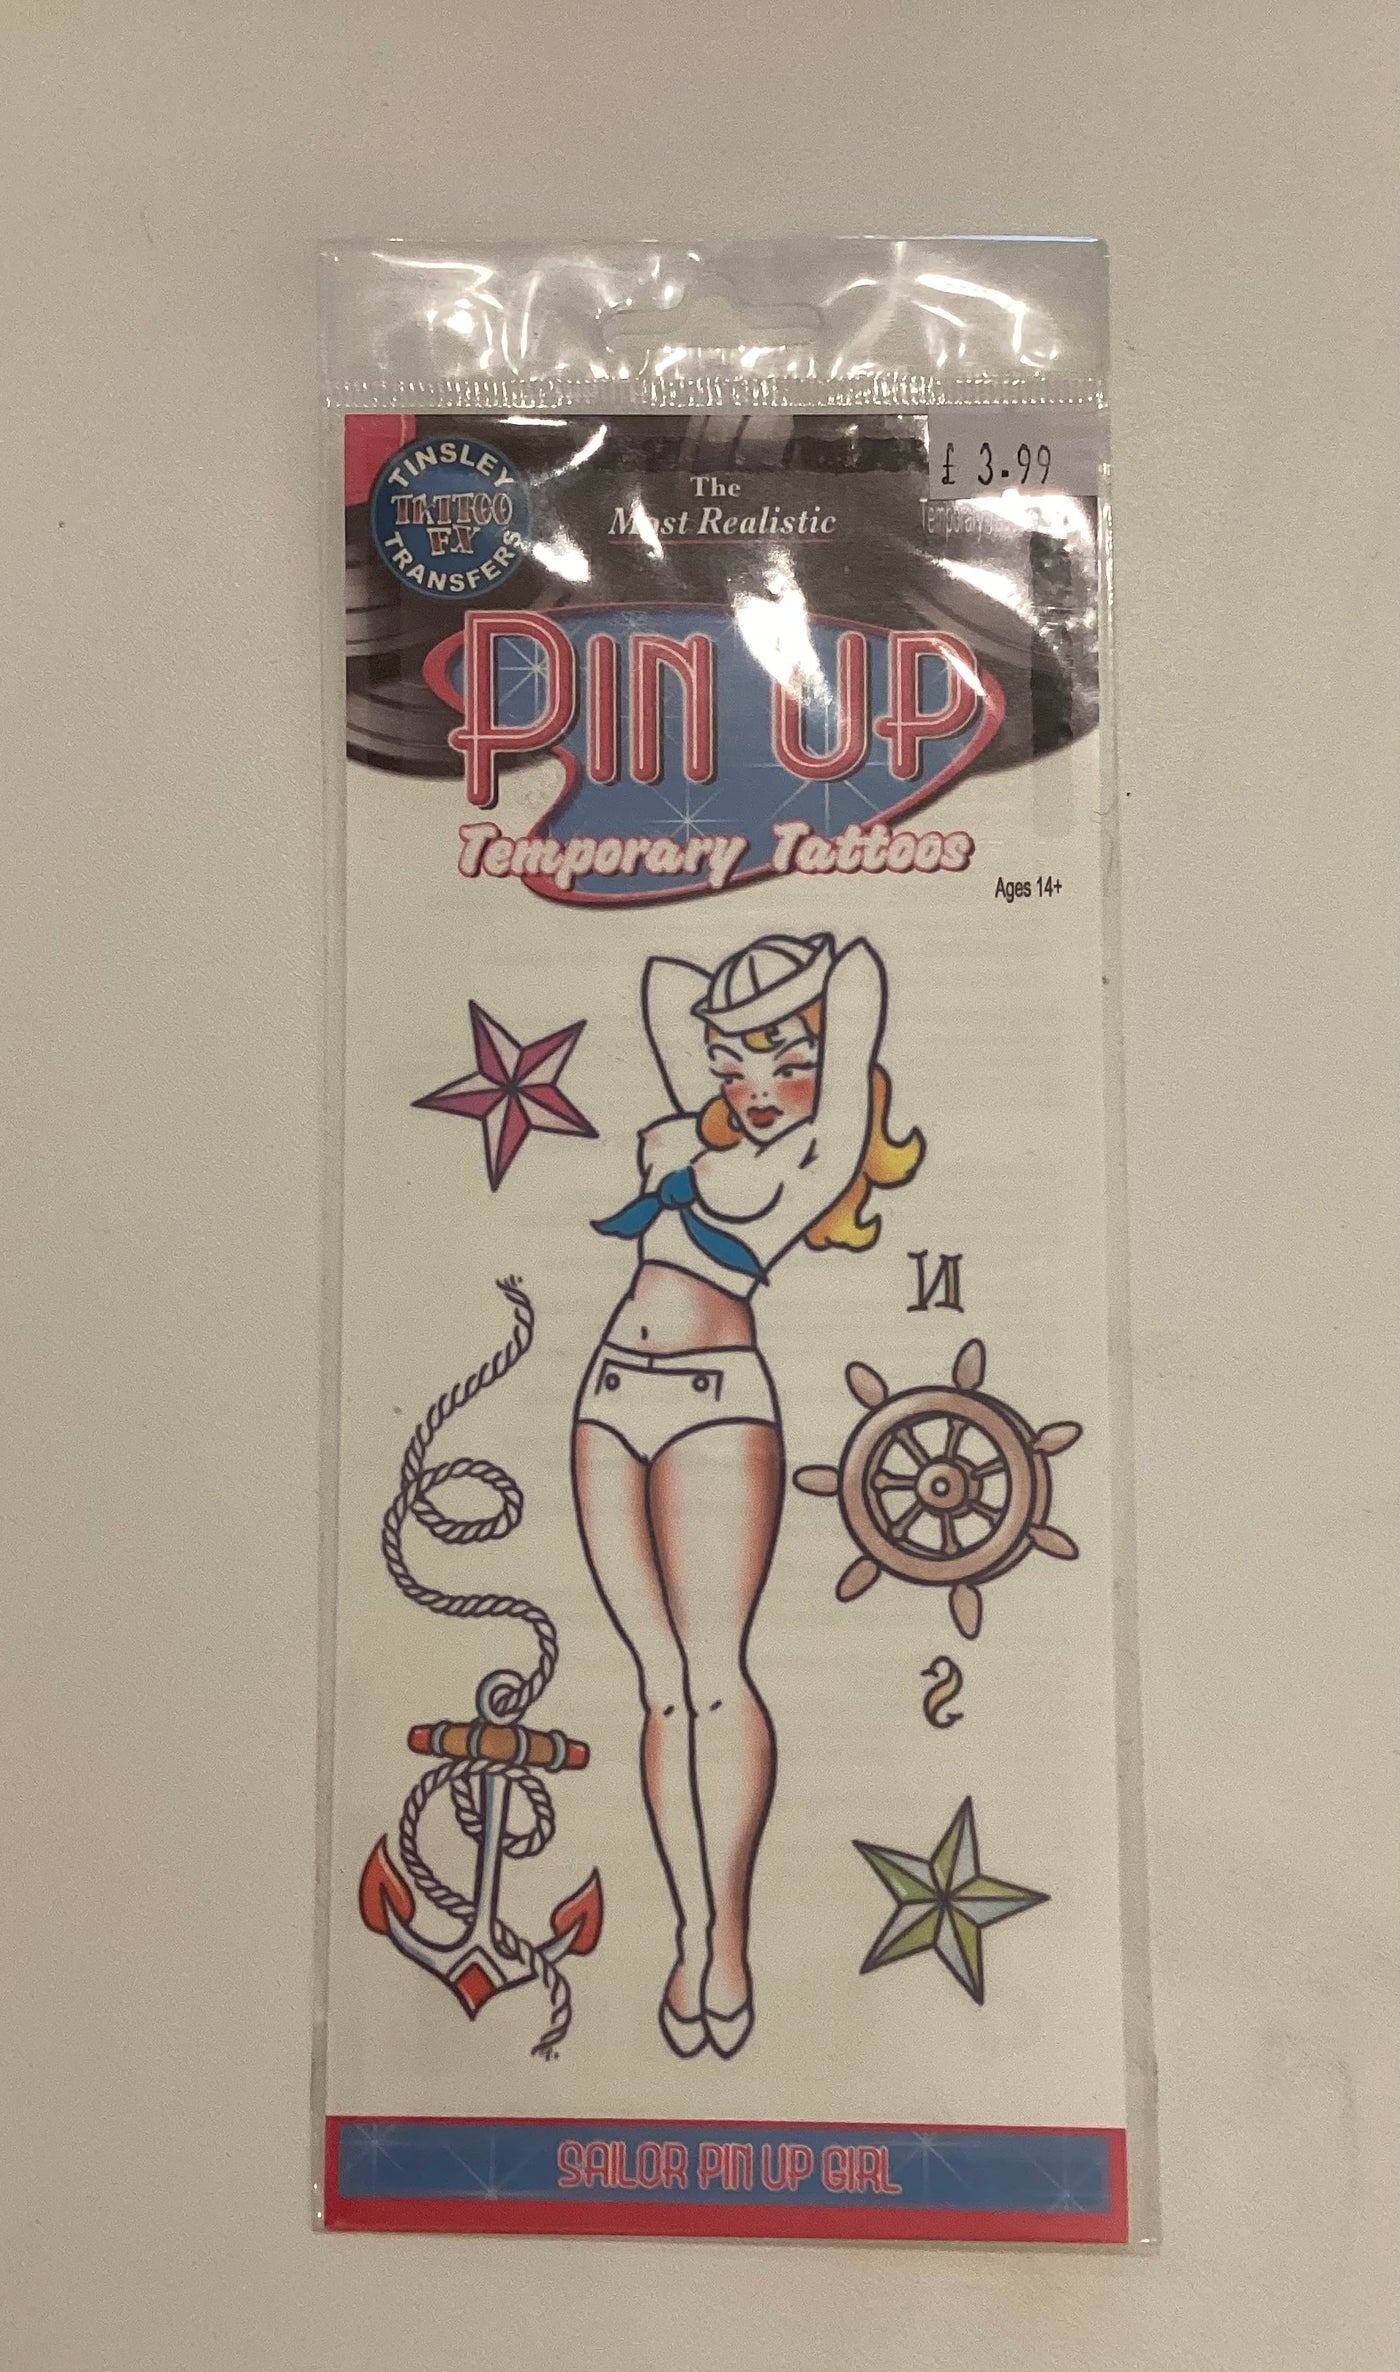 £ 3.99
TINSLEY
TATTOO
FX
TRANSFERS
The
Most Realistic
Temporary
PIN UP
Temporary Tattoos
Ages 14+
N
S
SAILOR PIN UP GIRL